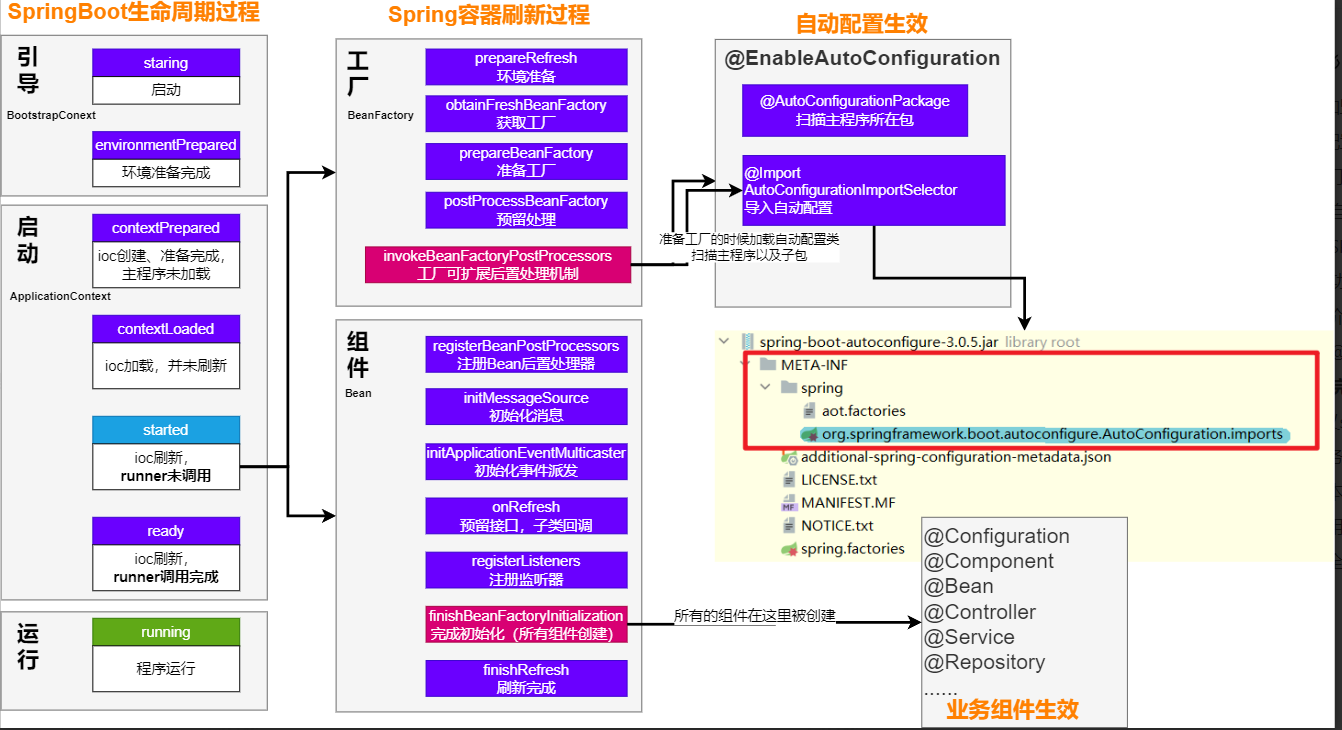 SpringBoot生命周期过程
引
导
BootstrapConext
staring
启动
environmentPrepared
环境准备完成
启
动
ApplicationContext
contextPrepared
ioc创建、准备完成，
主程序未加载
contextLoaded
ioc加载，并未刷新
started
ioc刷新，
runner未调用
ready
ioc刷新，
runner调用完成
运
行
running
程序运行
Spring容器刷新过程
工
厂
BeanFactory
prepareRefresh
环境准备
obtainFreshBeanFactory
获取工厂
prepareBeanFactory
准备工厂
postProcessBeanFactory
预留处理
invokeBeanFactoryPostProcessors
工厂可扩展后置处理机制
组
件
Bean
registerBeanPostProcessors
注册Bean后置处理器
initMessageSource
初始化消息
initApplicationEventMulticaster
初始化事件派发
onRefresh
预留接口，子类回调
registerListeners
注册监听器
finishBeanFactoryInitialization
完成初始化（所有组件创建）
finishRefresh
刷新完成
自动配置生效
@EnableAutoConfiguration
@AutoConfigurationPackage
扫描主程序所在包
@Import
AutoConfigurationImportSelector
导入自动配置
准备工厂的时候加载自动配置类
扫描主程序以及子包
spring-boot-autoconfigure-3.0.5.jar library root
META-INF
spring
aot.factories
org.springframework.boot.autoconfigure.AutoConfiguration.imports
additional-spring-configuration-metadata.json
LICENSE.txt
MANIFEST.MF
NOTICE.txt
spring.factories
所有的组件在这里被创建
@Configuration
@Component
@Bean
@Controller
@Service
@Repository
......
业务组件生效